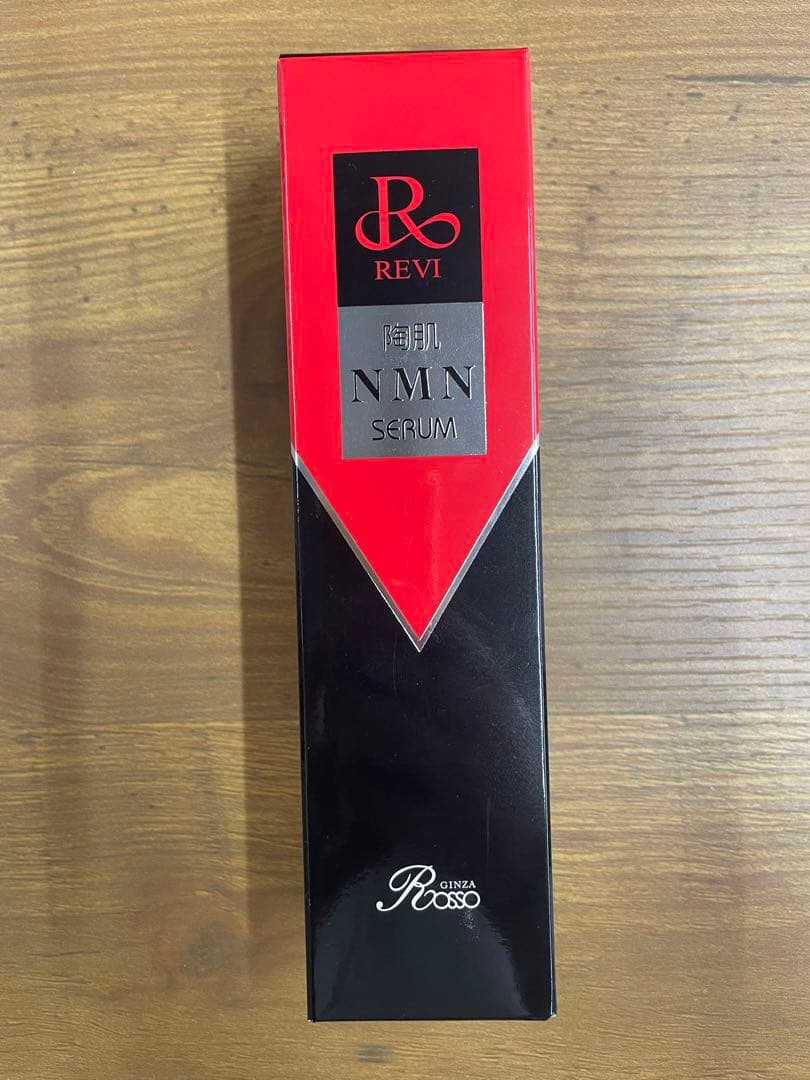 R
REVI
陶肌
NMN
SERUM
GINZA
Rosso